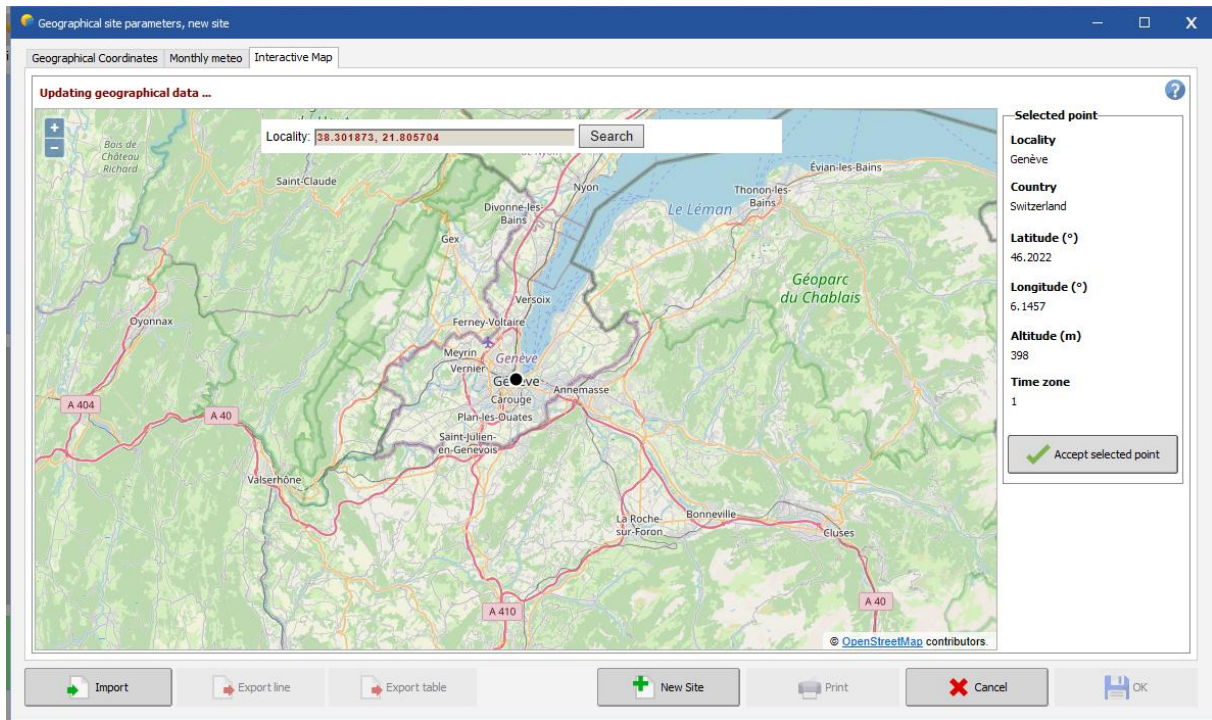 Geographical site parameters, new site
Geographical Coordinates Monthly meteo Interactive Map
Updating geographical data ...
Locality: 38.301873, 21.805704 Search
+
-
Bois de
Château
Richard
Saint-Claude
Nyon
Évian-les-Bains
Thonon-les-
Bains
Divonne-les-
Bains
Le Léman
Gex
Géoparc
du Chablais
Versoix
Oyonnax
Ferney-Voltaire
Meyrin
Genève
Vernier
Genève
Annemasse
Carouge
A 404
A 40
Plan-les-Ouates
Saint-Julien-
en-Genevois
Valserhône
La Roche-
sur-Foron
Bonneville
Cluses
A 410
A 40
© OpenStreetMap contributors.
Selected point
Locality
Genève
Country
Switzerland
Latitude (°)
46.2022
Longitude (°)
6.1457
Altitude (m)
398
Time zone
1
Accept selected point
Import Export line Export table New Site Print Cancel OK